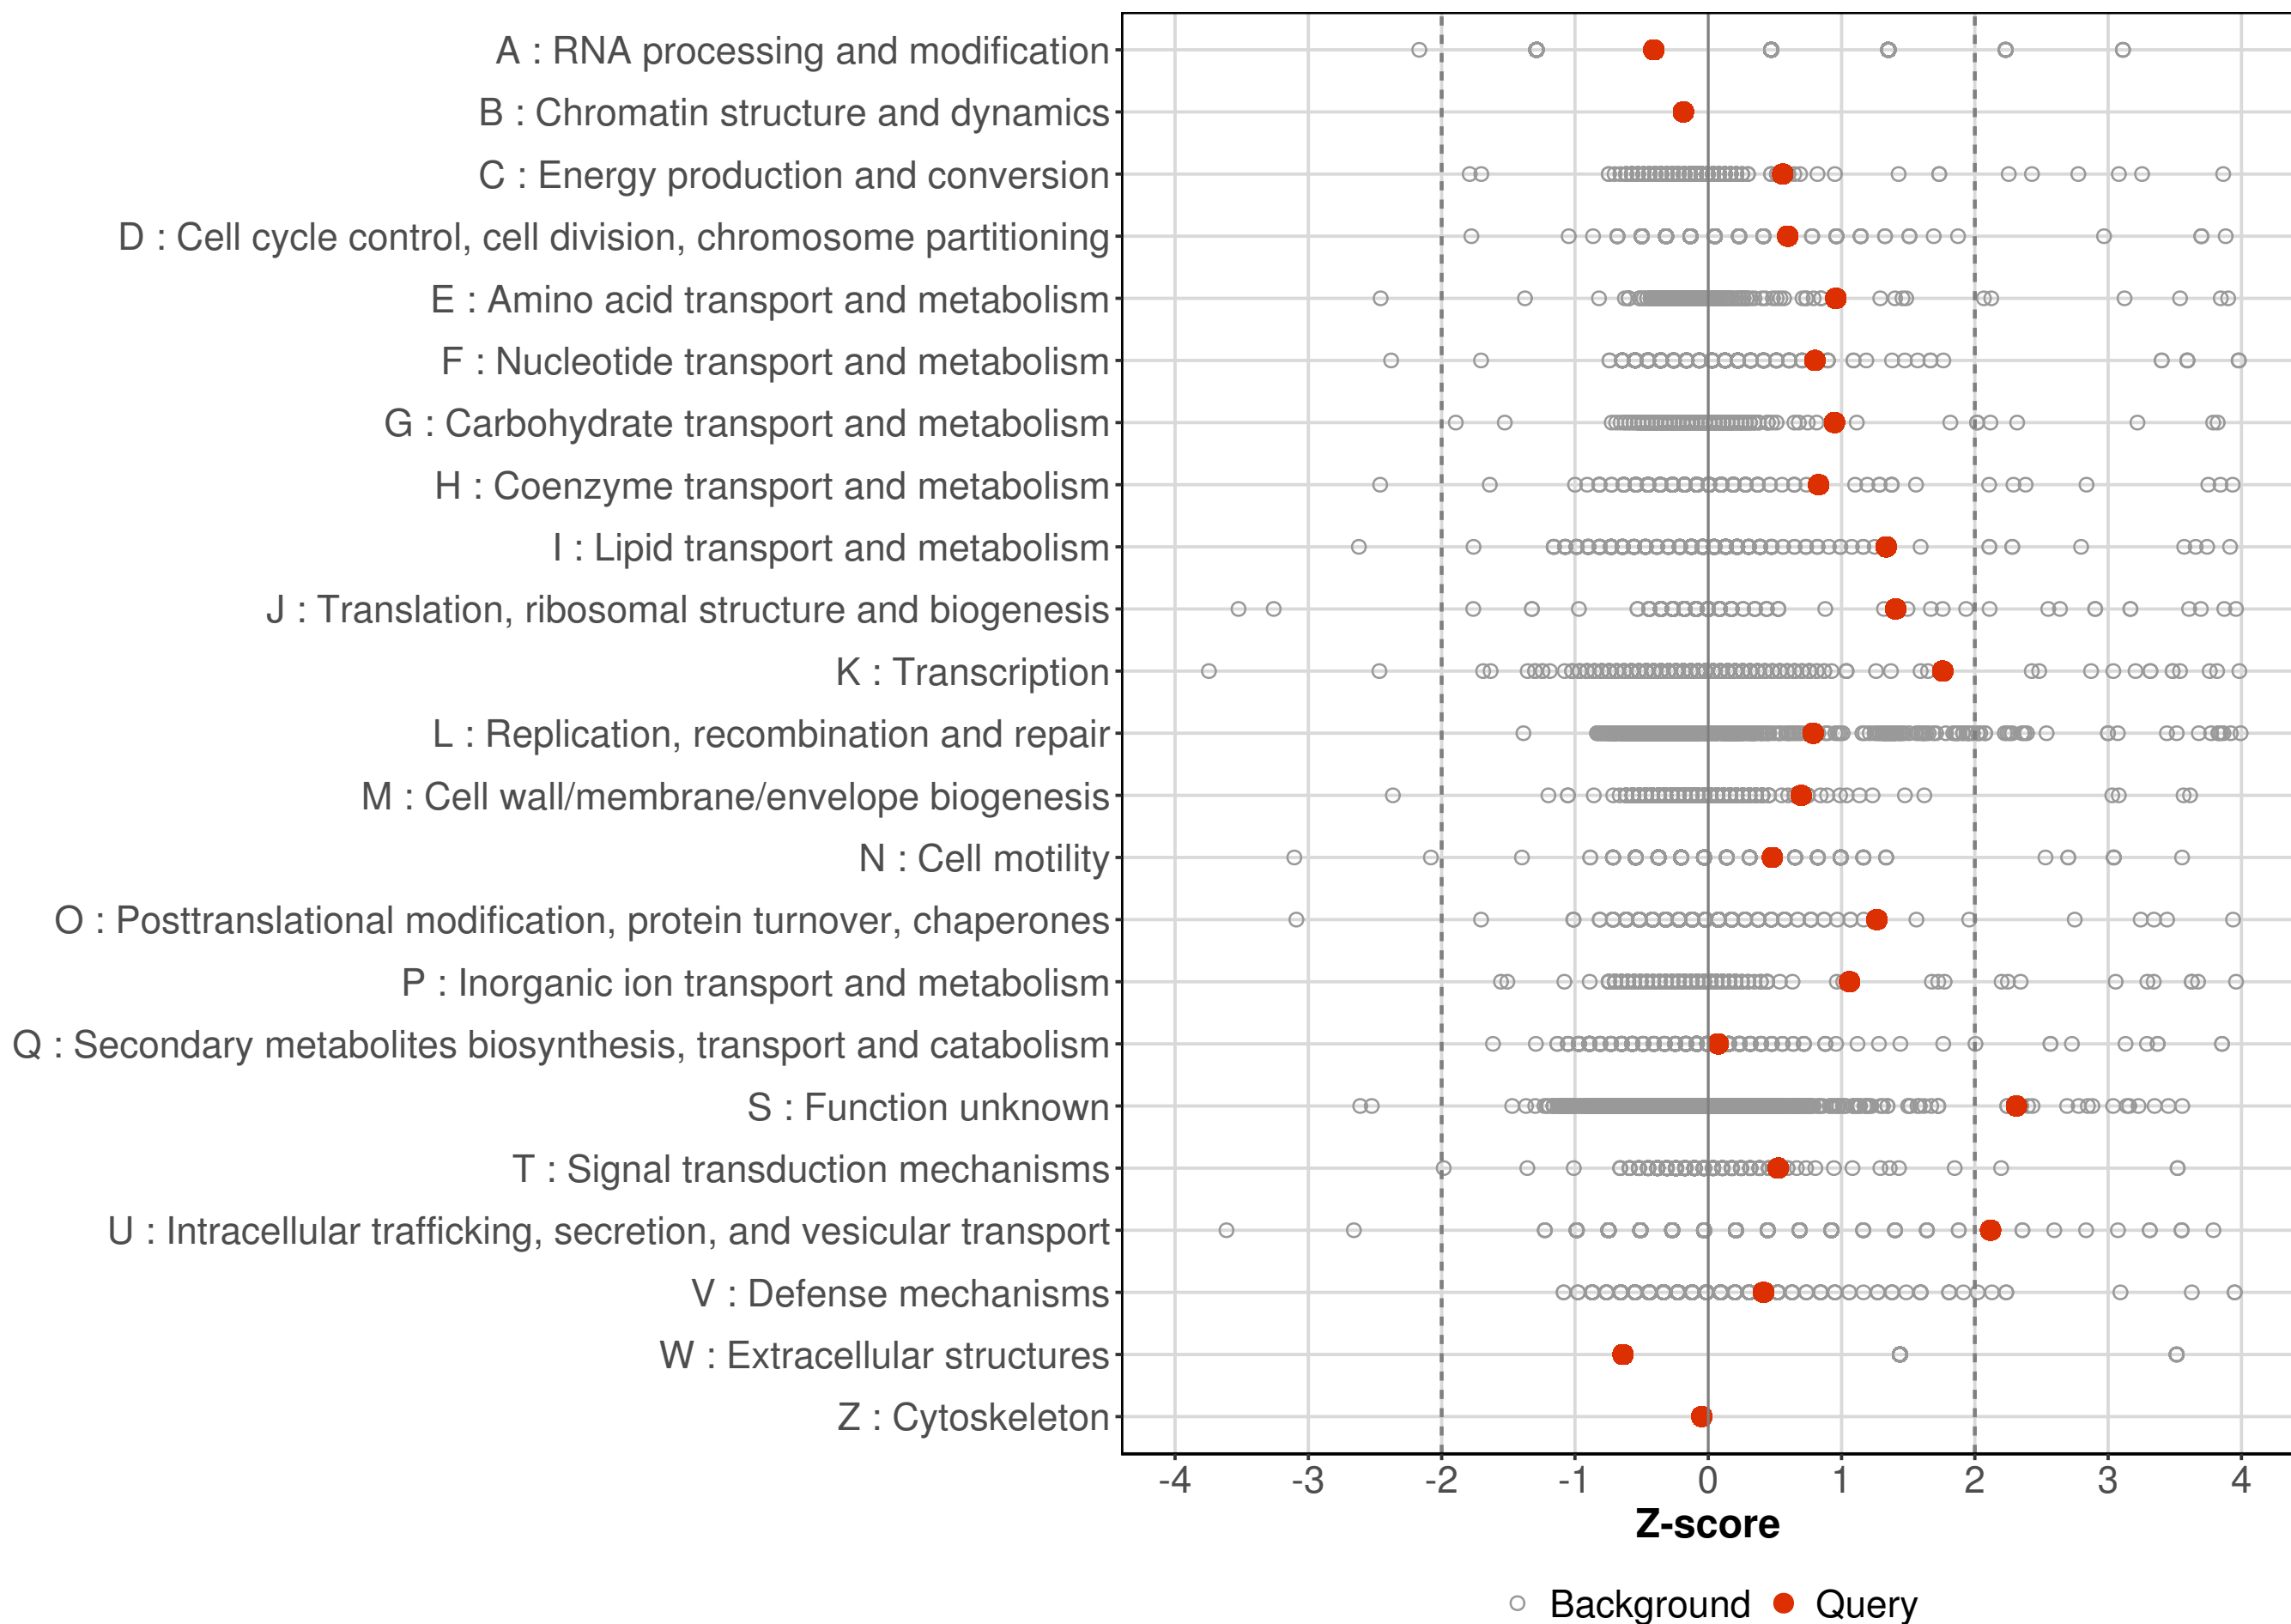 A : RNA processing and modification
B : Chromatin structure and dynamics
C : Energy production and conversion
D : Cell cycle control, cell division, chromosome partitioning
E : Amino acid transport and metabolism
F : Nucleotide transport and metabolism
G : Carbohydrate transport and metabolism
H : Coenzyme transport and metabolism
I : Lipid transport and metabolism
J : Translation, ribosomal structure and biogenesis
K : Transcription
L : Replication, recombination and repair
M : Cell wall/membrane/envelope biogenesis
N : Cell motility
O : Posttranslational modification, protein turnover, chaperones
P : Inorganic ion transport and metabolism
Q : Secondary metabolites biosynthesis, transport and catabolism
S : Function unknown
T : Signal transduction mechanisms
U : Intracellular trafficking, secretion, and vesicular transport
V : Defense mechanisms
W : Extracellular structures
Z : Cytoskeleton
-4 -3 -2 -1 0 1 2 3 4
Z-score
Background Query